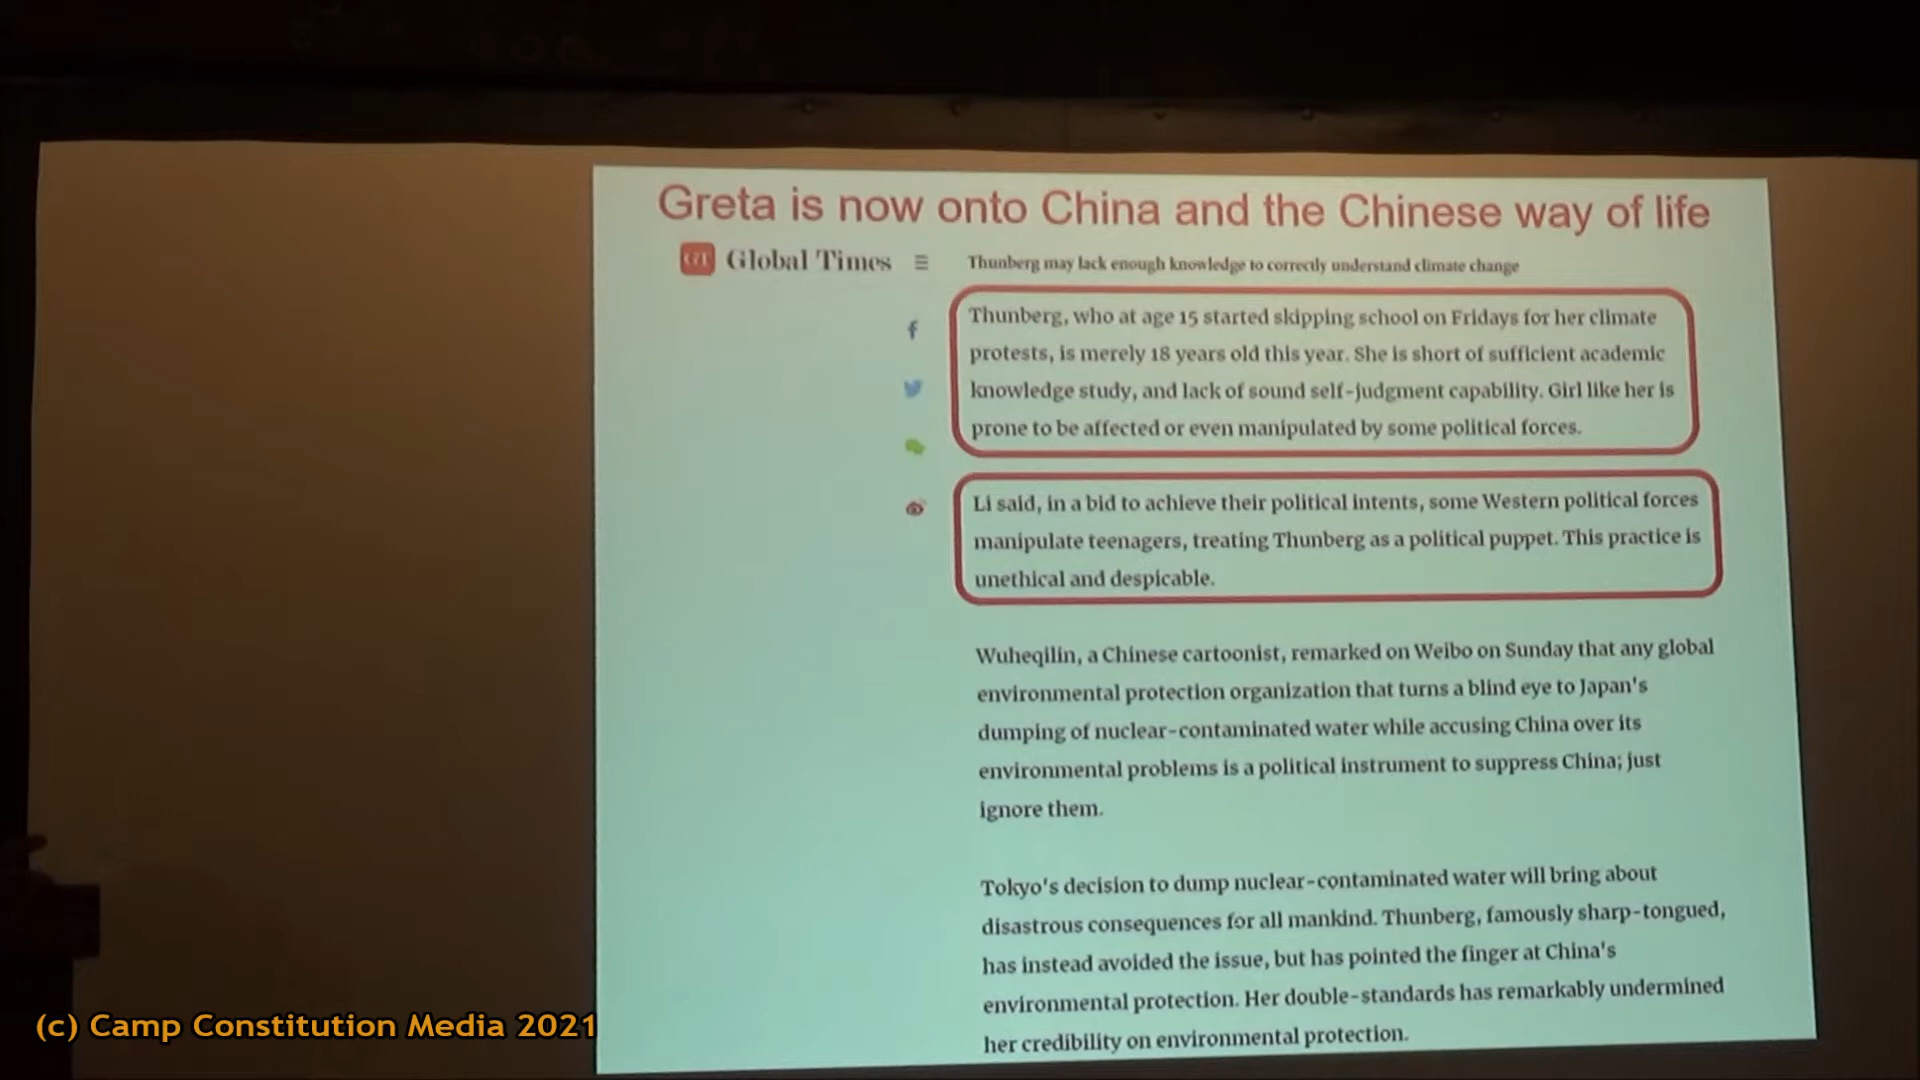 Greta is now onto China and the Chinese way of life
GT Global Times
Thunberg may lack enough knowledge to correctly understand climate change
Thunberg, who at age 15 started skipping school on Fridays for her climate
protests, is merely 18 years old this year. She is short of sufficient academic
knowledge study, and lack of sound self-judgment capability. Girl like her is
prone to be affected or even manipulated by some political forces.
Li said, in a bid to achieve their political intents, some Western political forces
manipulate teenagers, treating Thunberg as a political puppet. This practice is
unethical and despicable.
Wuheqilin, a Chinese cartoonist, remarked on Weibo on Sunday that any global
environmental protection organization that turns a blind eye to Japan's
dumping of nuclear-contaminated water while accusing China over its
environmental problems is a political instrument to suppress China; just
ignore them.
Tokyo's decision to dump nuclear-contaminated water will bring about
disastrous consequences for all mankind. Thunberg, famously sharp-tongued,
has instead avoided the issue, but has pointed the finger at China's
environmental protection. Her double-standards has remarkably undermined
her credibility on environmental protection.
(c) Camp Constitution Media 2021